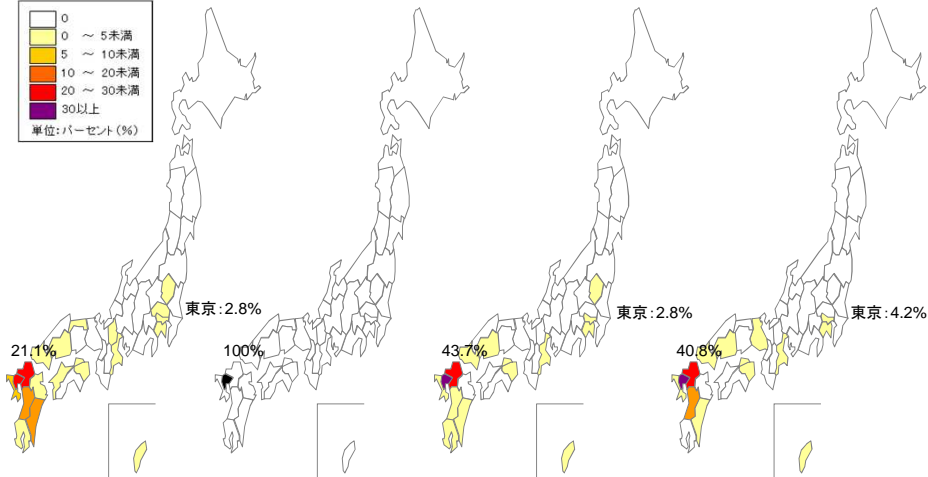 0
0 ～ 5未満
5 ～ 10未満
10 ～ 20未満
20 ～ 30未満
30以上
単位:パーセント(%)
東京:2.8%
21.1%
100%
東京:2.8%
43.7%
東京:4.2%
40.8%